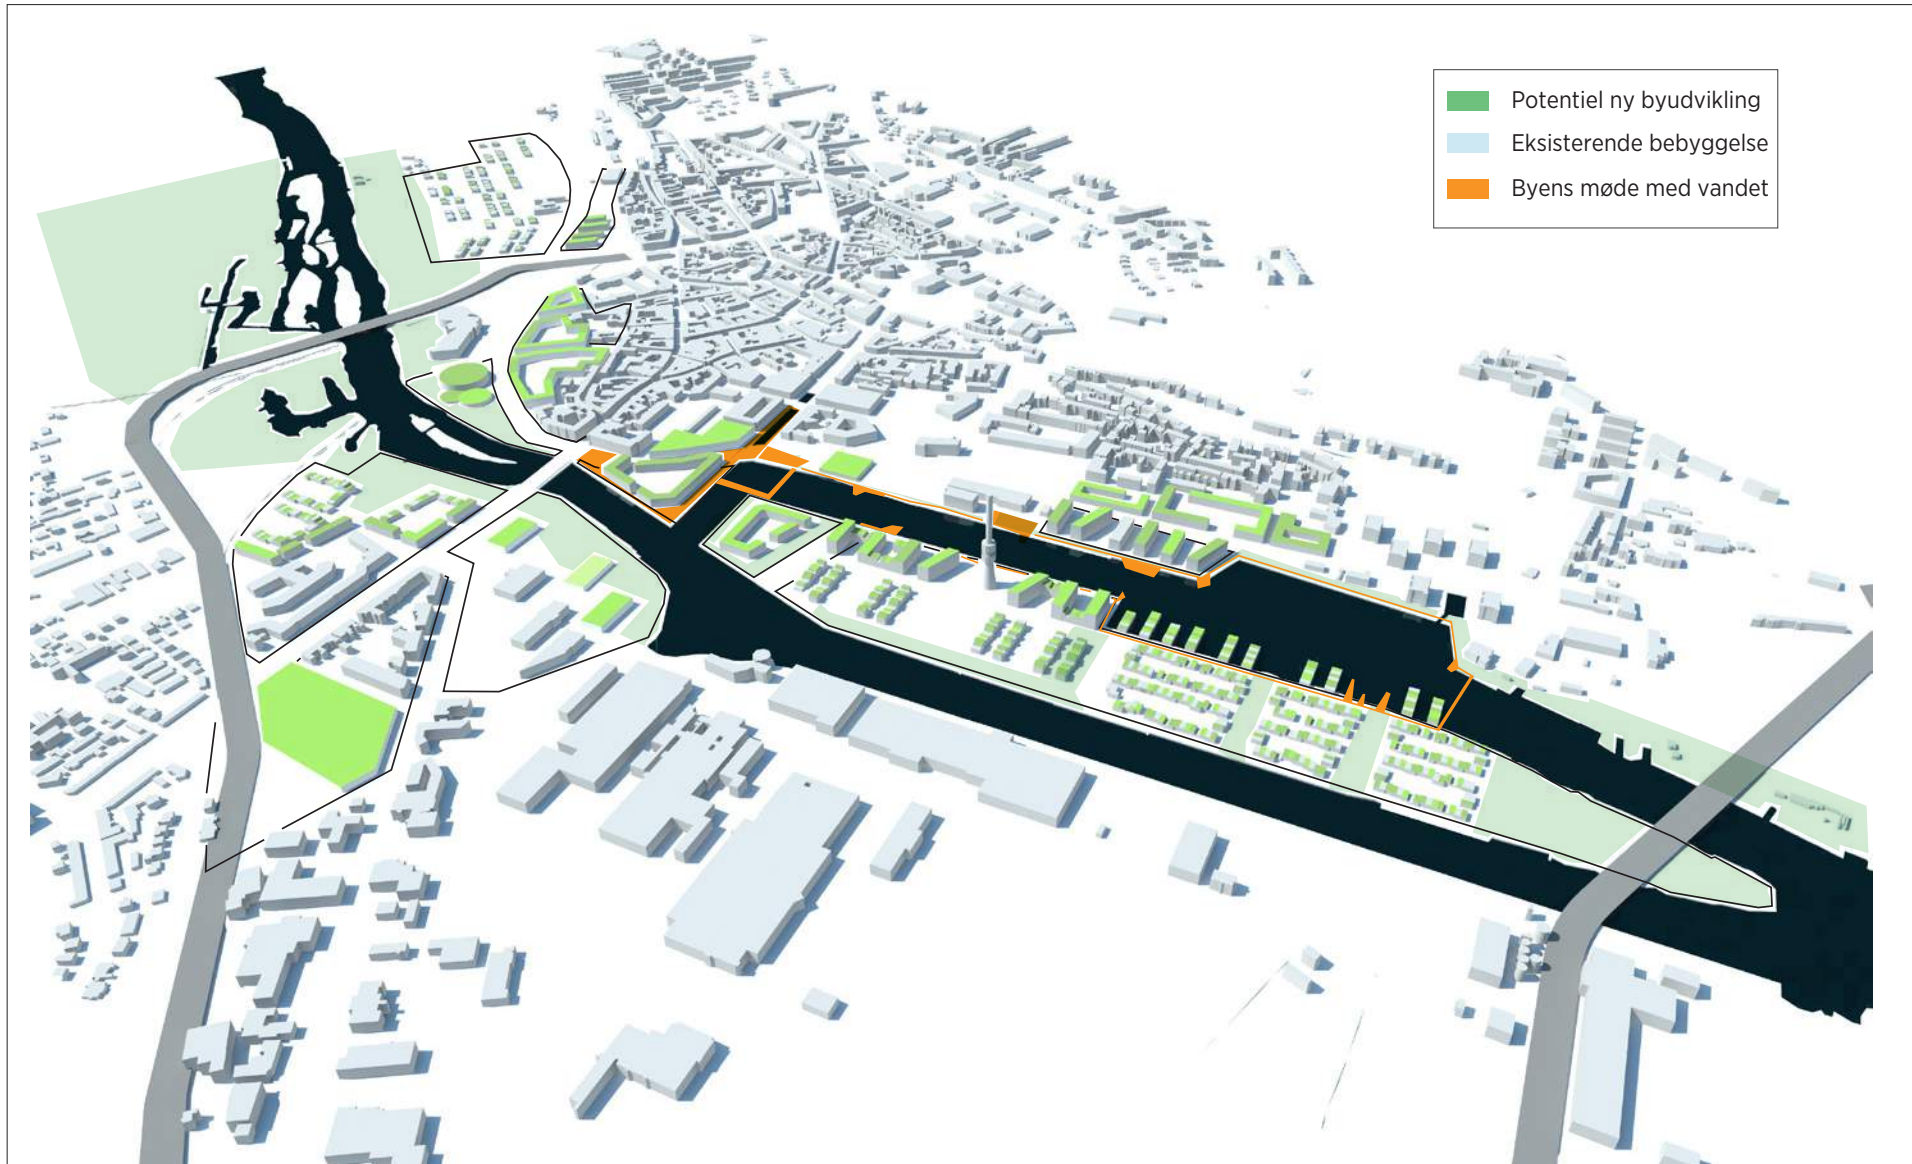 Potentiel ny byudvikling
Eksisterende bebyggelse
Byens møde med vandet